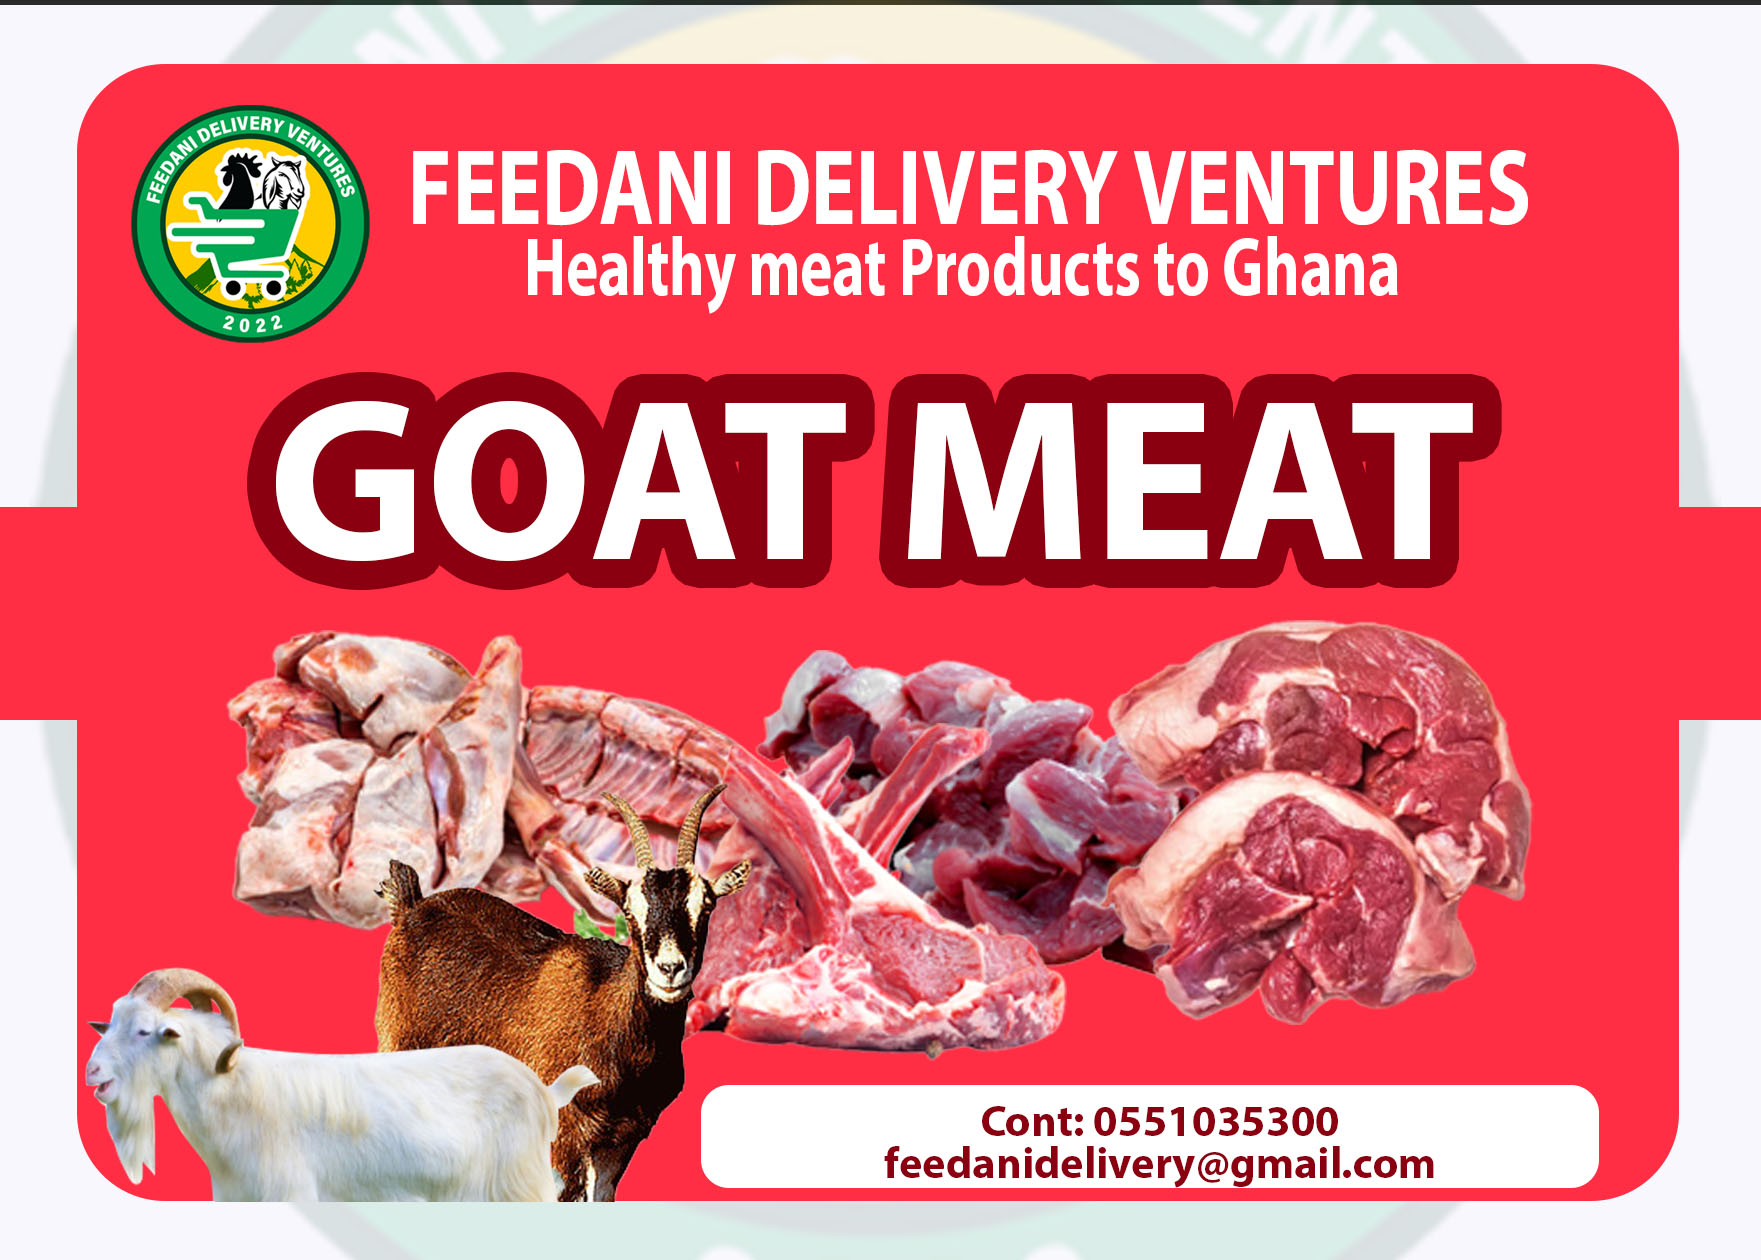 FEEDANI DELIVERY VENTURES
2022
FEEDANI DELIVERY VENTURES
Healthy meat Products to Ghana
GOAT MEAT
Cont: 0551035300
feedanidelivery@gmail.com